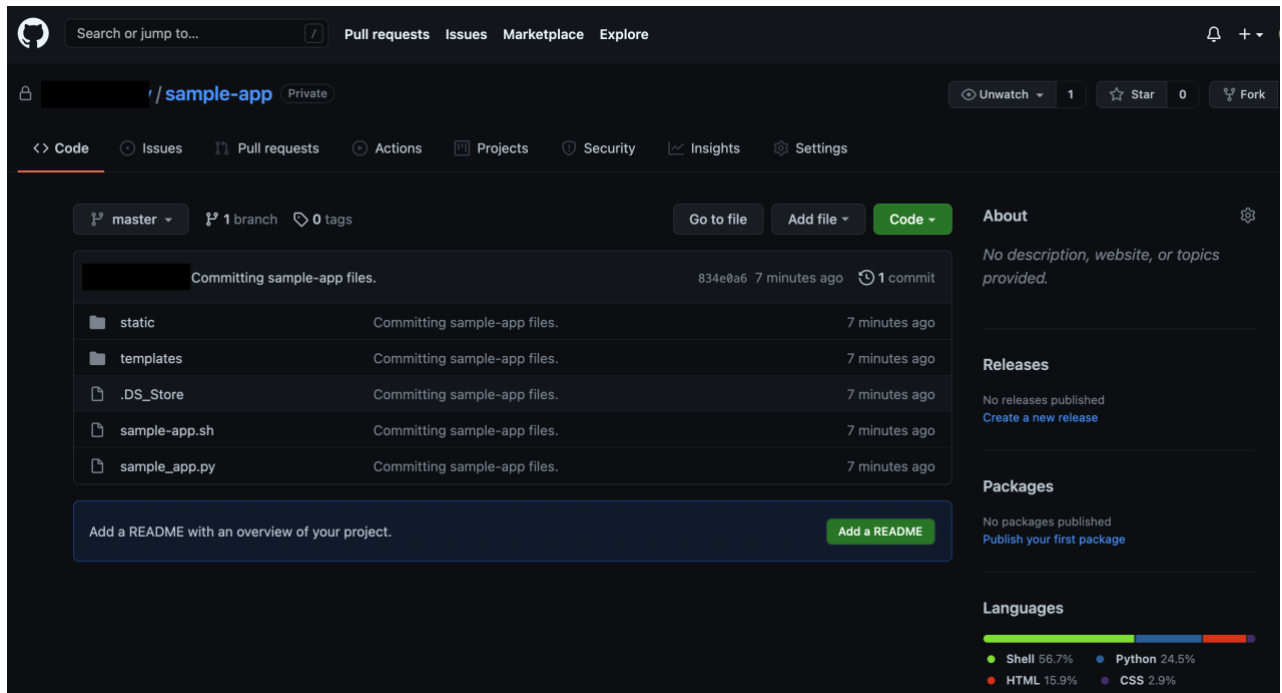 Search or jump to... / Pull requests Issues Marketplace Explore
/ sample-app Private Unwatch 1 Star 0 Fork
<> Code Issues Pull requests Actions Projects Security Insights Settings
master 1 branch 0 tags Go to file Add file Code
Committing sample-app files. 834e0a6 7 minutes ago 1 commit
static Committing sample-app files. 7 minutes ago
templates Committing sample-app files. 7 minutes ago
.DS_Store Committing sample-app files. 7 minutes ago
sample-app.sh Committing sample-app files. 7 minutes ago
sample_app.py Committing sample-app files. 7 minutes ago
Add a README with an overview of your project. Add a README
About
No description, website, or topics
provided.
Releases
No releases published
Create a new release
Packages
No packages published
Publish your first package
Languages
Shell 56.7% Python 24.5%
HTML 15.9% CSS 2.9%